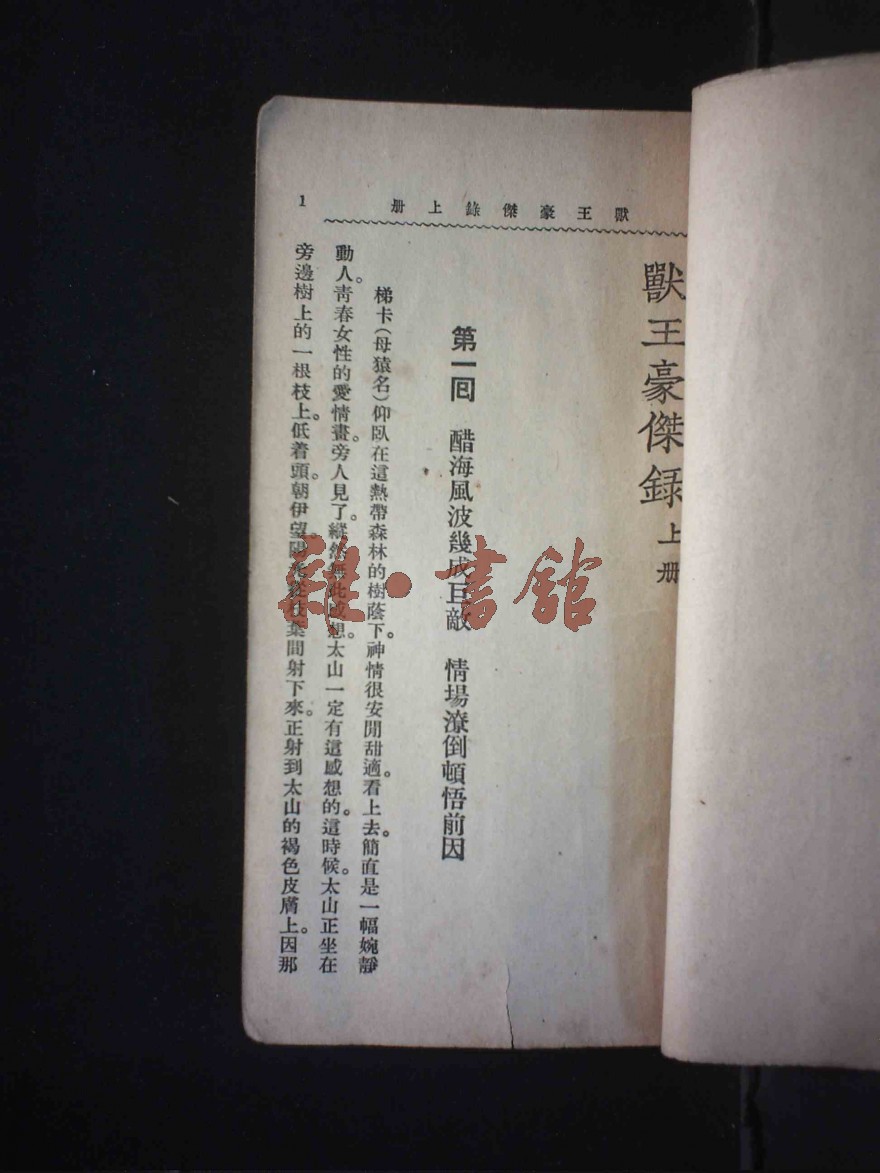 獸王豪傑錄上册
1
獸王豪傑録 上册
第一囘 醋海風波幾成巨敵 情場潦倒頓悟前因
梯卡(母猿名)仰臥在這熱帶森林的樹蔭下。神情很安閒甜適。看上去。簡直是一幅婉靜
動人。青春女性的愛情畫。旁人見了。縱然無此感想。太山一定有這感想的。這時候。太山正坐在
旁邊樹上的一根枝上。低着頭。朝伊望。陽光從枝葉間射下來。正射到太山的褐色皮膚上。因那
雜·書館